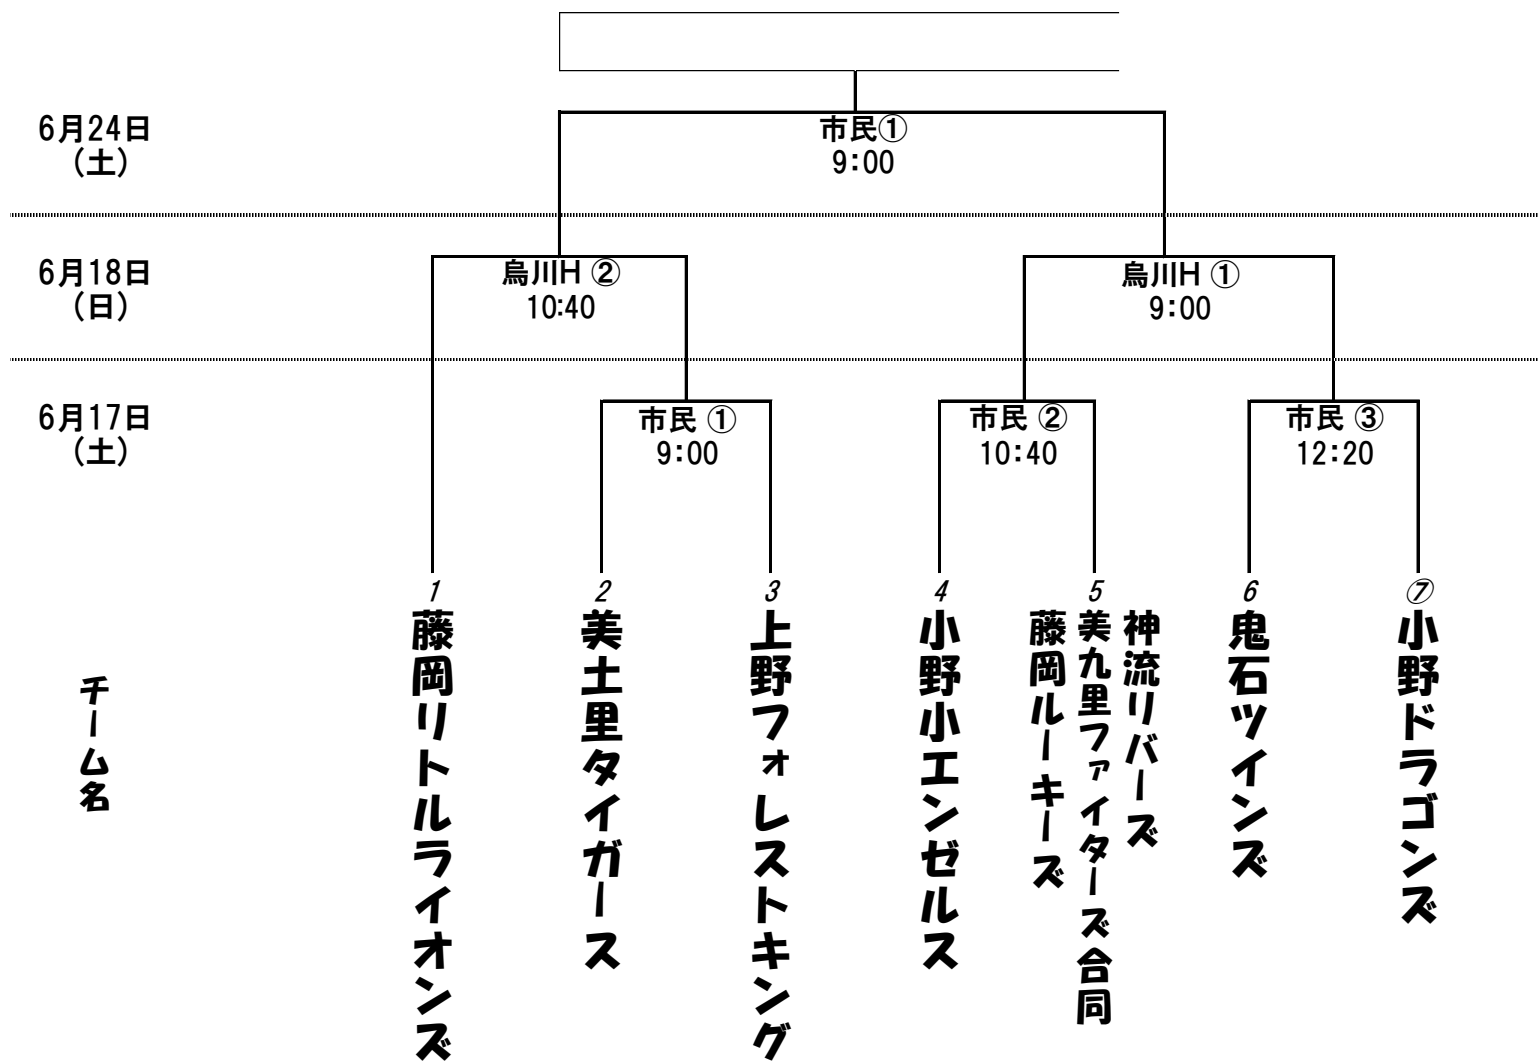 6月24日
(土)
市民①
9:00
6月18日
(日)
烏川H ②
10:40
烏川H ①
9:00
6月17日
(土)
市民 ①
9:00
市民 ②
10:40
市民 ③
12:20
1
2
3
4
5
6
⑦
チーム名
藤岡リトルライオンズ
美土里タイガース
上野フォレストキング
小野小エンゼルス
神流リバーズ
美九里ファイターズ合同
藤岡ルーキーズ
鬼石ツインズ
小野ドラゴンズ